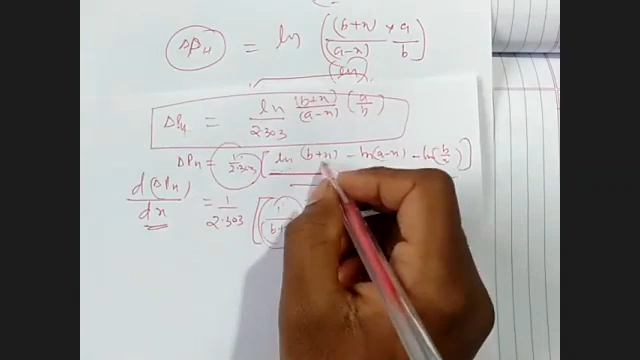 ΔpH = ln ( (b+x)/(a-x) × a/b )
(ln)
ΔpH = ln/2.303 (b+x)/(a-x) (a/b)
ΔpH = 1/2.303 [ ln (b+x) - ln(a-x) - ln(b/a) ]
d(ΔpH)/dx = 1/2.303 [ ( 1/b+